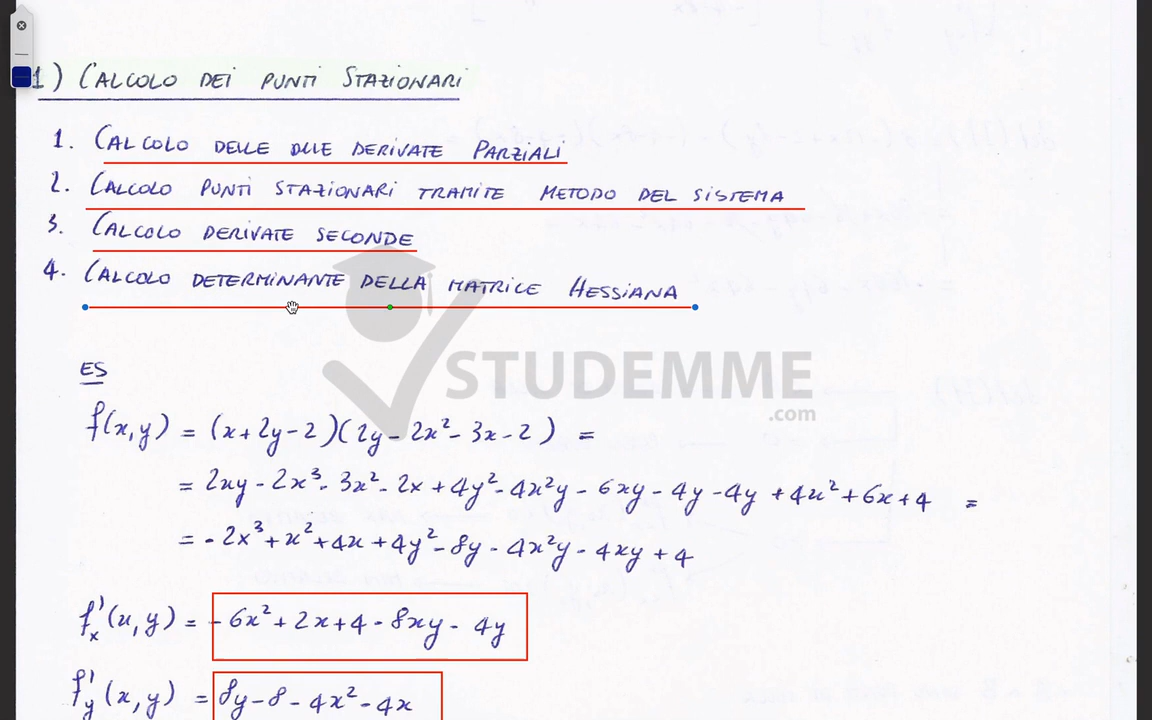 1) CALCOLO DEI PUNTI STAZIONARI
1. CALCOLO DELLE DUE DERIVATE PARZIALI
2. CALCOLO PUNTI STAZIONARI TRAMITE METODO DEL SISTEMA
3. CALCOLO DERIVATE SECONDE
4. CALCOLO DETERMINANTE DELLA MATRICE HESSIANA
STUDEMME
.com
ES
f(x,y) = (x+2y-2)(2y-2x²-3x-2) =
= 2xy-2x³-3x²-2x+4y²-4x²y-6xy-4y-4y+4x²+6x+4 =
= -2x³+x²+4x+4y²-8y-4x²y-4xy+4
f'x(x,y) = -6x²+2x+4-8xy-4y
f'y(x,y) = 8y-8-4x²-4x